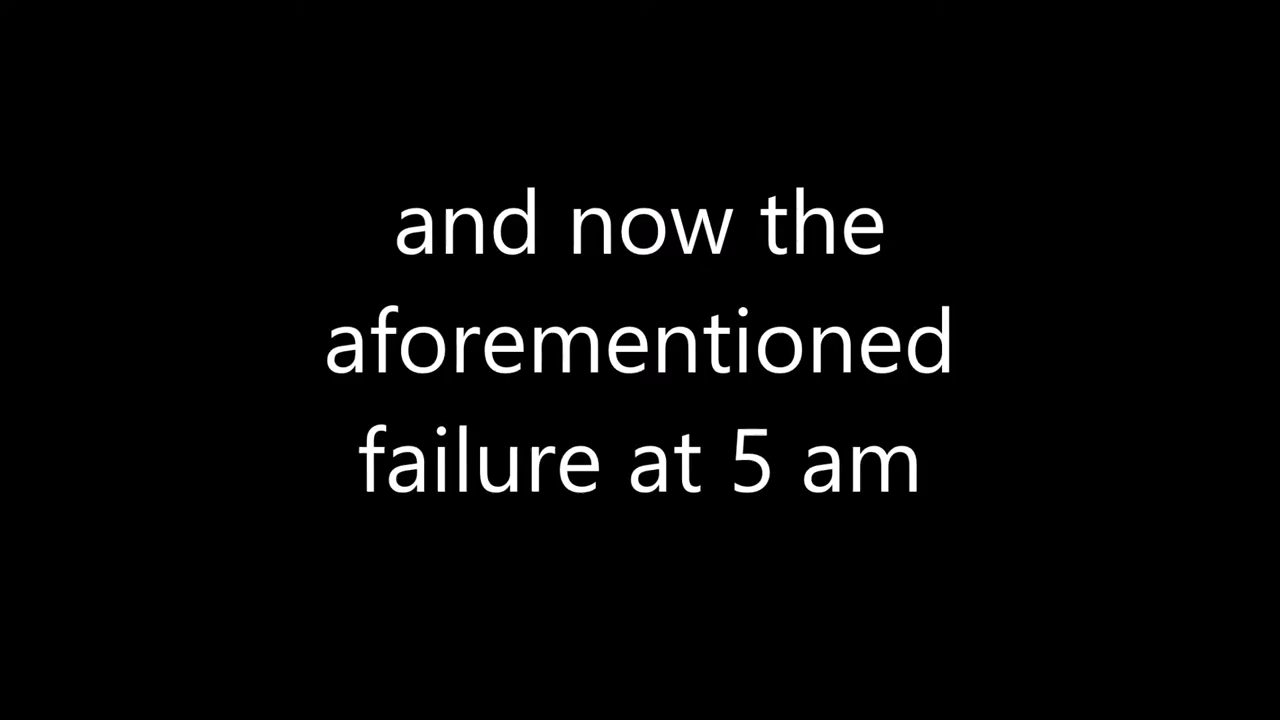 and now the
aforementioned
failure at 5 am